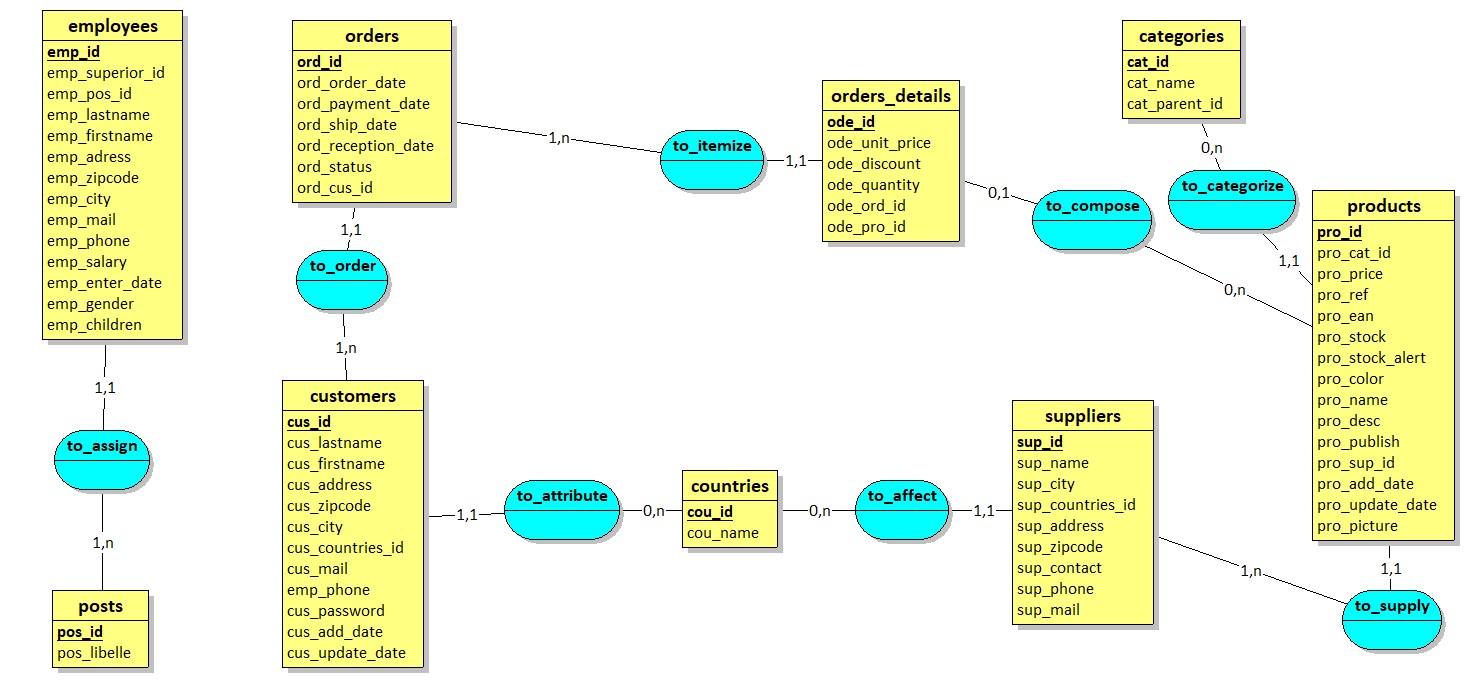 employees
emp_id
emp_superior_id
emp_pos_id
emp_lastname
emp_firstname
emp_adress
emp_zipcode
emp_city
emp_mail
emp_phone
emp_salary
emp_enter_date
emp_gender
emp_children
1,1
to_assign
1,n
posts
pos_id
pos_libelle
orders
ord_id
ord_order_date
ord_payment_date
ord_ship_date
ord_reception_date
ord_status
ord_cus_id
1,1
to_order
1,n
customers
cus_id
cus_lastname
cus_firstname
cus_address
cus_zipcode
cus_city
cus_countries_id
cus_mail
emp_phone
cus_password
cus_add_date
cus_update_date
1,n
to_itemize
1,1
orders_details
ode_id
ode_unit_price
ode_discount
ode_quantity
ode_ord_id
ode_pro_id
0,1
to_compose
0,n
categories
cat_id
cat_name
cat_parent_id
0,n
to_categorize
1,1
products
pro_id
pro_cat_id
pro_price
pro_ref
pro_ean
pro_stock
pro_stock_alert
pro_color
pro_name
pro_desc
pro_publish
pro_sup_id
pro_add_date
pro_update_date
pro_picture
1,1
to_supply
1,n
1,1
to_attribute
0,n
countries
cou_id
cou_name
0,n
to_affect
1,1
suppliers
sup_id
sup_name
sup_city
sup_countries_id
sup_address
sup_zipcode
sup_contact
sup_phone
sup_mail